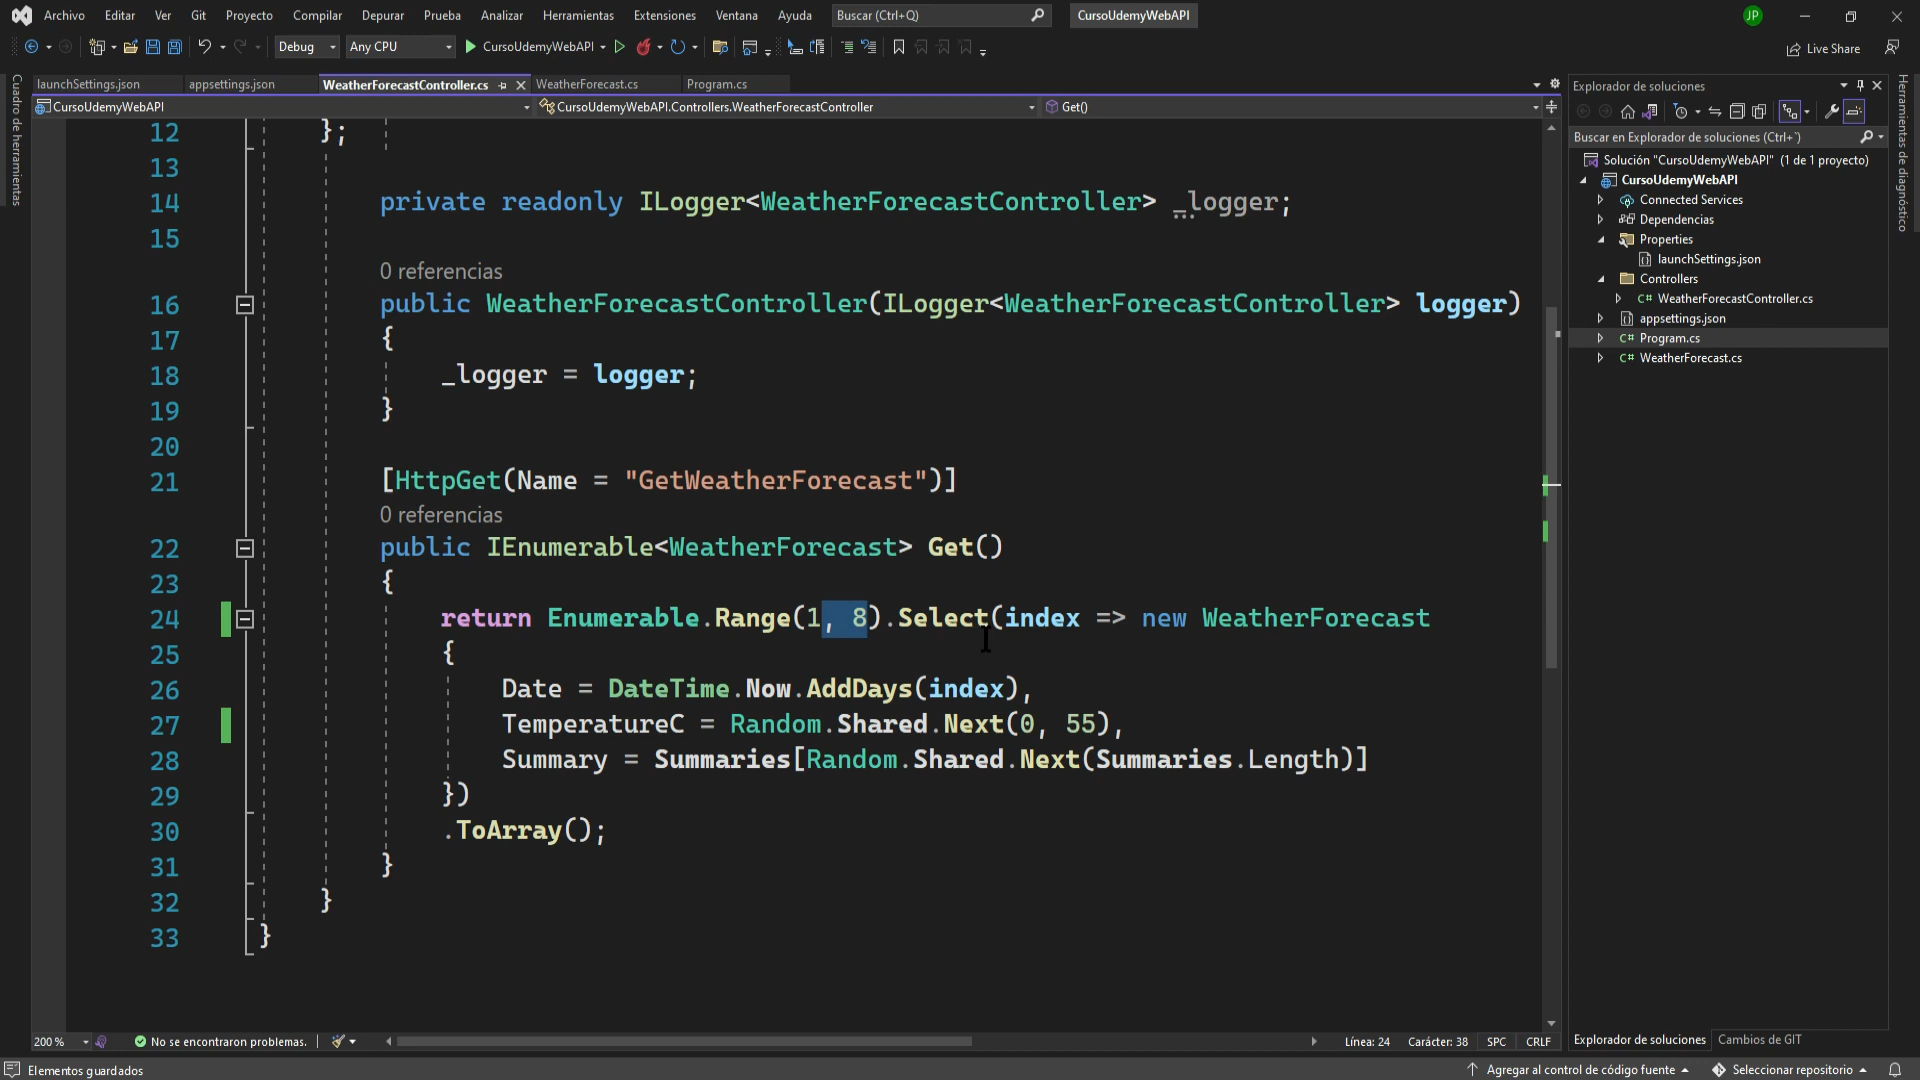 Archivo Editar Ver Git Proyecto Compilar Depurar Prueba Analizar Herramientas Extensiones Ventana Ayuda Buscar (Ctrl+Q) CursoUdemyWebAPI JP
Debug Any CPU CursoUdemyWebAPI Live Share
Cuadro de herramientas
launchSettings.json appsettings.json WeatherForecastController.cs WeatherForecast.cs Program.cs
CursoUdemyWebAPI CursoUdemyWebAPI.Controllers.WeatherForecastController Get()
12 };
13
14 private readonly ILogger<WeatherForecastController> _logger;
15
0 referencias
16 public WeatherForecastController(ILogger<WeatherForecastController> logger)
17 {
18 _logger = logger;
19 }
20
21 [HttpGet(Name = "GetWeatherForecast")]
0 referencias
22 public IEnumerable<WeatherForecast> Get()
23 {
24 return Enumerable.Range(1, 8).Select(index => new WeatherForecast
25 {
26 Date = DateTime.Now.AddDays(index),
27 TemperatureC = Random.Shared.Next(0, 55),
28 Summary = Summaries[Random.Shared.Next(Summaries.Length)]
29 })
30 .ToArray();
31 }
32 }
33 }
200 % No se encontraron problemas. Línea: 24 Carácter: 38 SPC CRLF
Explorador de soluciones
Buscar en Explorador de soluciones (Ctrl+`)
Solución "CursoUdemyWebAPI" (1 de 1 proyecto)
CursoUdemyWebAPI
Connected Services
Dependencias
Properties
launchSettings.json
Controllers
C# WeatherForecastController.cs
appsettings.json
C# Program.cs
C# WeatherForecast.cs
Explorador de soluciones Cambios de GIT
Herramientas de diagnóstico
Elementos guardados Agregar al control de código fuente Seleccionar repositorio